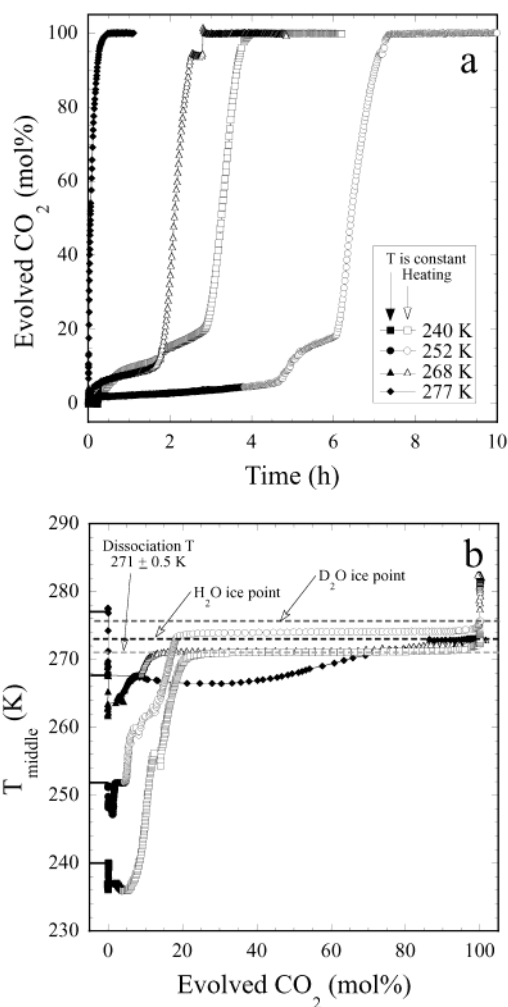 100
80
60
40
20
0
Evolved CO2 (mol%)
a
T is constant
Heating
240 K
252 K
268 K
277 K
0 2 4 6 8 10
Time (h)
290
280
270
260
250
240
230
T middle (K)
b
Dissociation T
271 ± 0.5 K
H2O ice point
D2O ice point
0 20 40 60 80 100
Evolved CO2 (mol%)